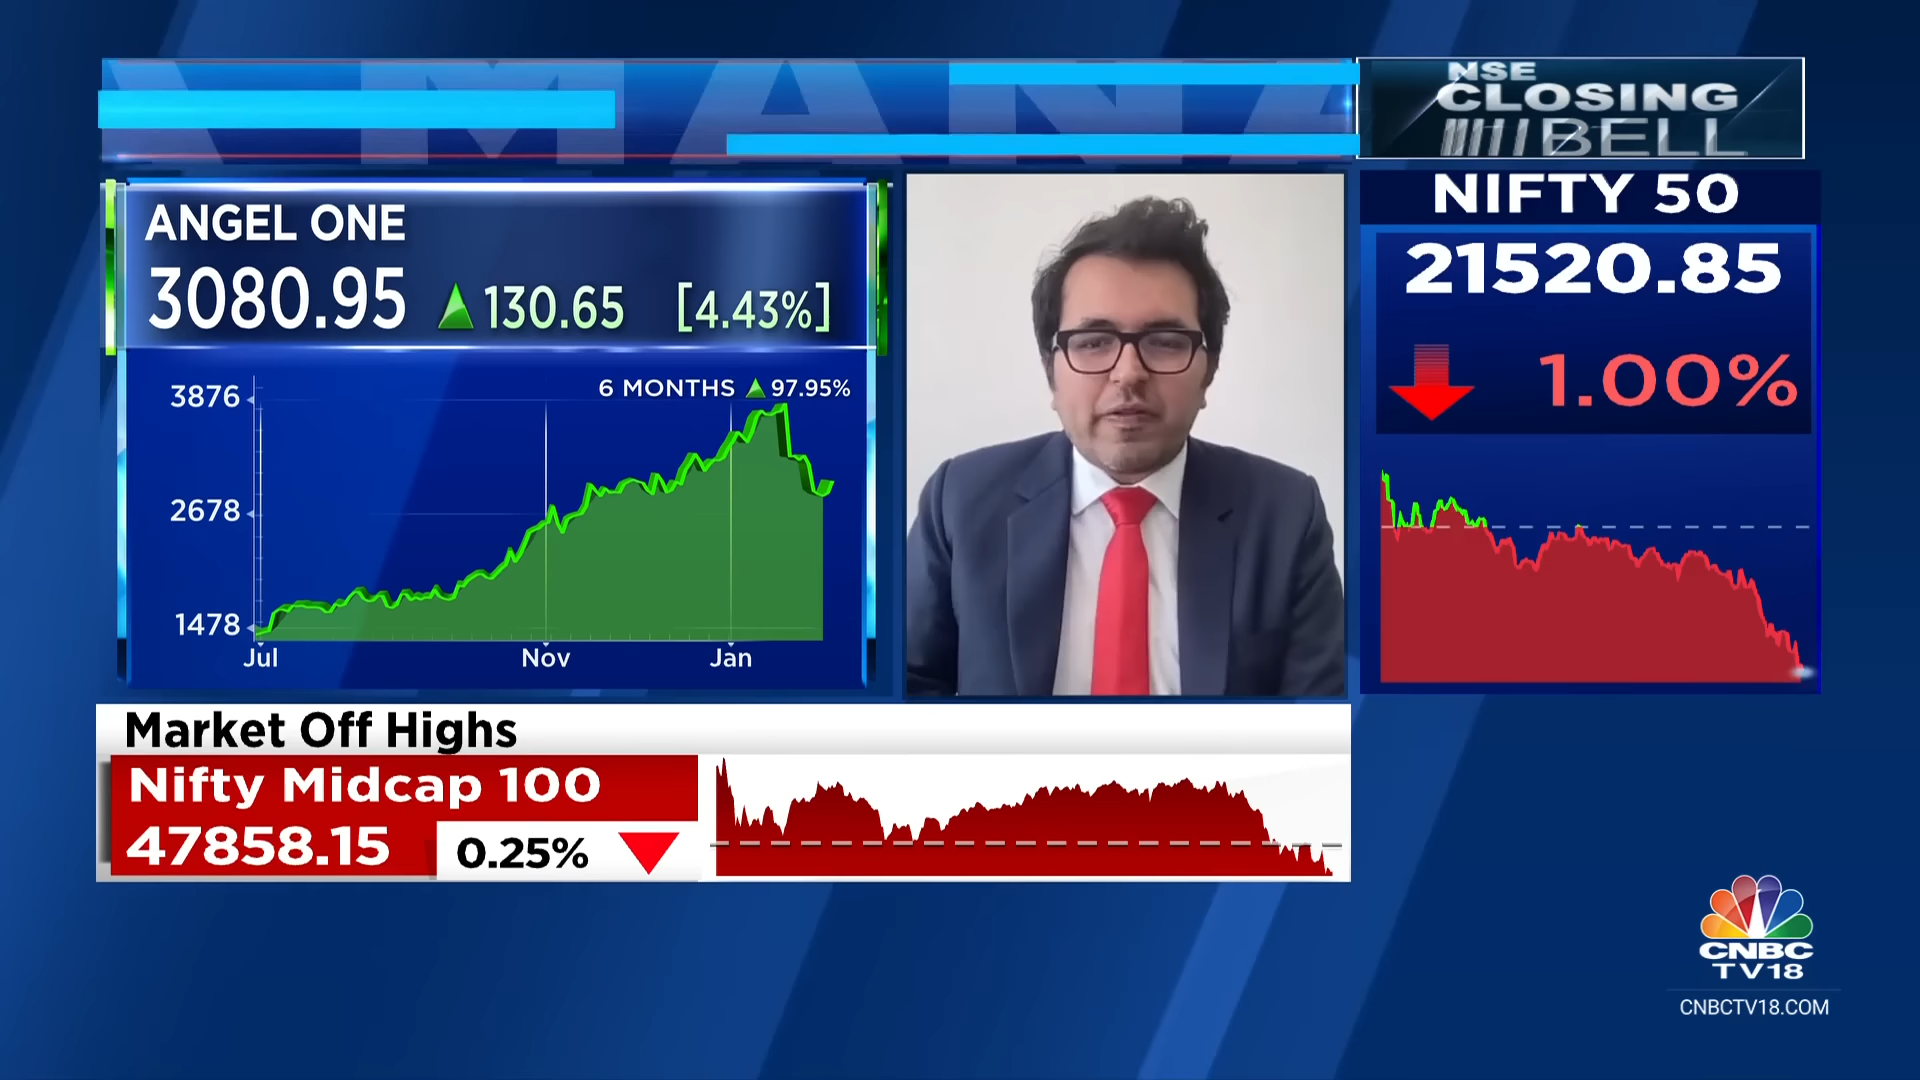 NSE
CLOSING
BELL
ANGEL ONE
3080.95 130.65 [4.43%]
6 MONTHS 97.95%
3876
2678
1478
Jul Nov Jan
NIFTY 50
21520.85
1.00%
Market Off Highs
Nifty Midcap 100
47858.15 0.25%
CNBC
TV18
CNBCTV18.COM